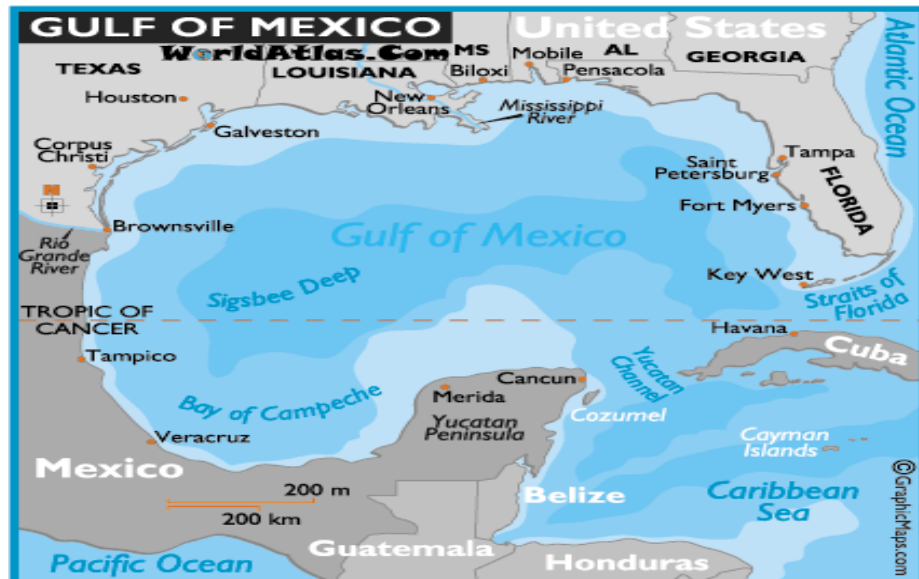 GULF OF MEXICO
United States
WorldAtlas.Com
MS
Mobile
AL
GEORGIA
TEXAS
LOUISIANA
Biloxi
Pensacola
Atlantic Ocean
Houston
New
Orleans
Mississippi
River
Galveston
Corpus
Christi
Tampa
Saint
Petersburg
FLORIDA
N
Fort Myers
Brownsville
Gulf of Mexico
Rio
Grande
River
Key West
Sigsbee Deep
Straits of
Florida
TROPIC OF
CANCER
Havana
Cuba
Tampico
Yucatan
Channel
Cancun
Bay of Campeche
Merida
Cozumel
Yucatan
Peninsula
Veracruz
Cayman
Islands
Mexico
200 m
200 km
Belize
Caribbean
Sea
©GraphicMaps.com
Guatemala
Honduras
Pacific Ocean